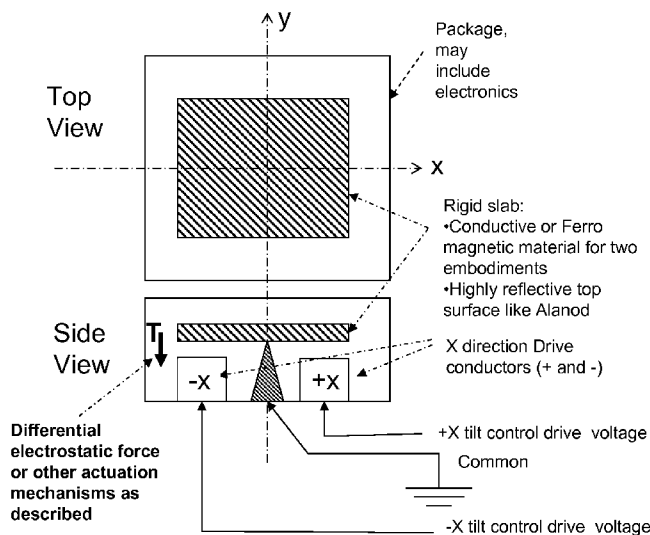 y
Package,
may
include
electronics
Top
View
x
Rigid slab:
•Conductive or Ferro
magnetic material for two
embodiments
•Highly reflective top
surface like Alanod
Side
View
T
-X
+X
X direction Drive
conductors (+ and -)
Differential
electrostatic force
or other actuation
mechanisms as
described
+X tilt control drive voltage
Common
-X tilt control drive voltage